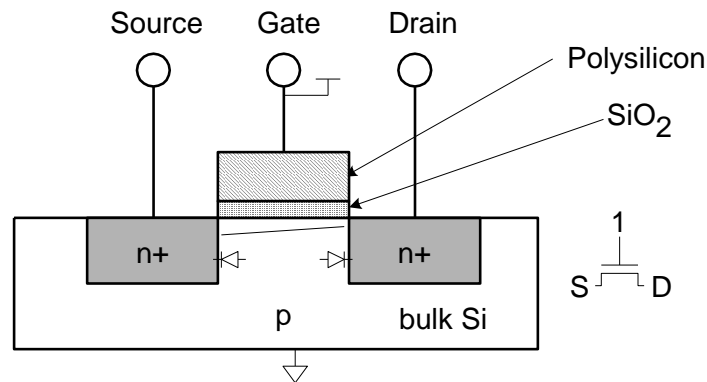 Source Gate Drain
Polysilicon
SiO₂
n+ n+
1
S D
p bulk Si